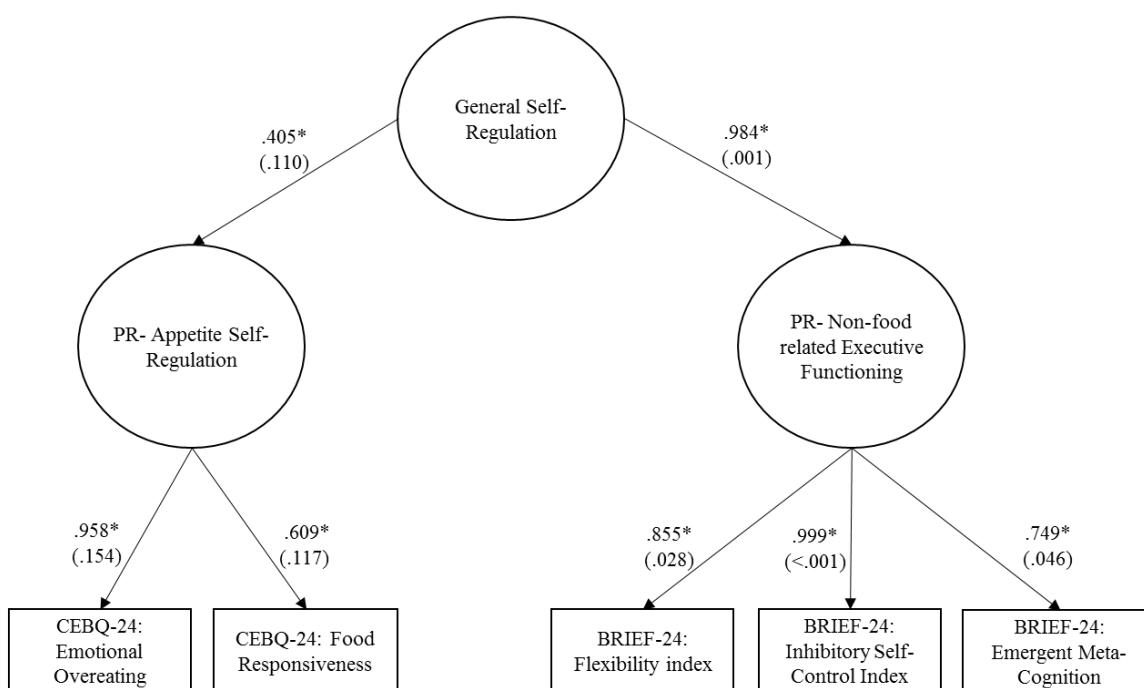 General Self-
Regulation
.405*
(.110)
.984*
(.001)
PR- Appetite Self-
Regulation
PR- Non-food
related Executive
Functioning
.958*
(.154)
.609*
(.117)
.855*
(.028)
.999*
(<.001)
.749*
(.046)
CEBQ-24:
Emotional
Overeating
CEBQ-24: Food
Responsiveness
BRIEF-24:
Flexibility index
BRIEF-24:
Inhibitory Self-
Control Index
BRIEF-24:
Emergent Meta-
Cognition